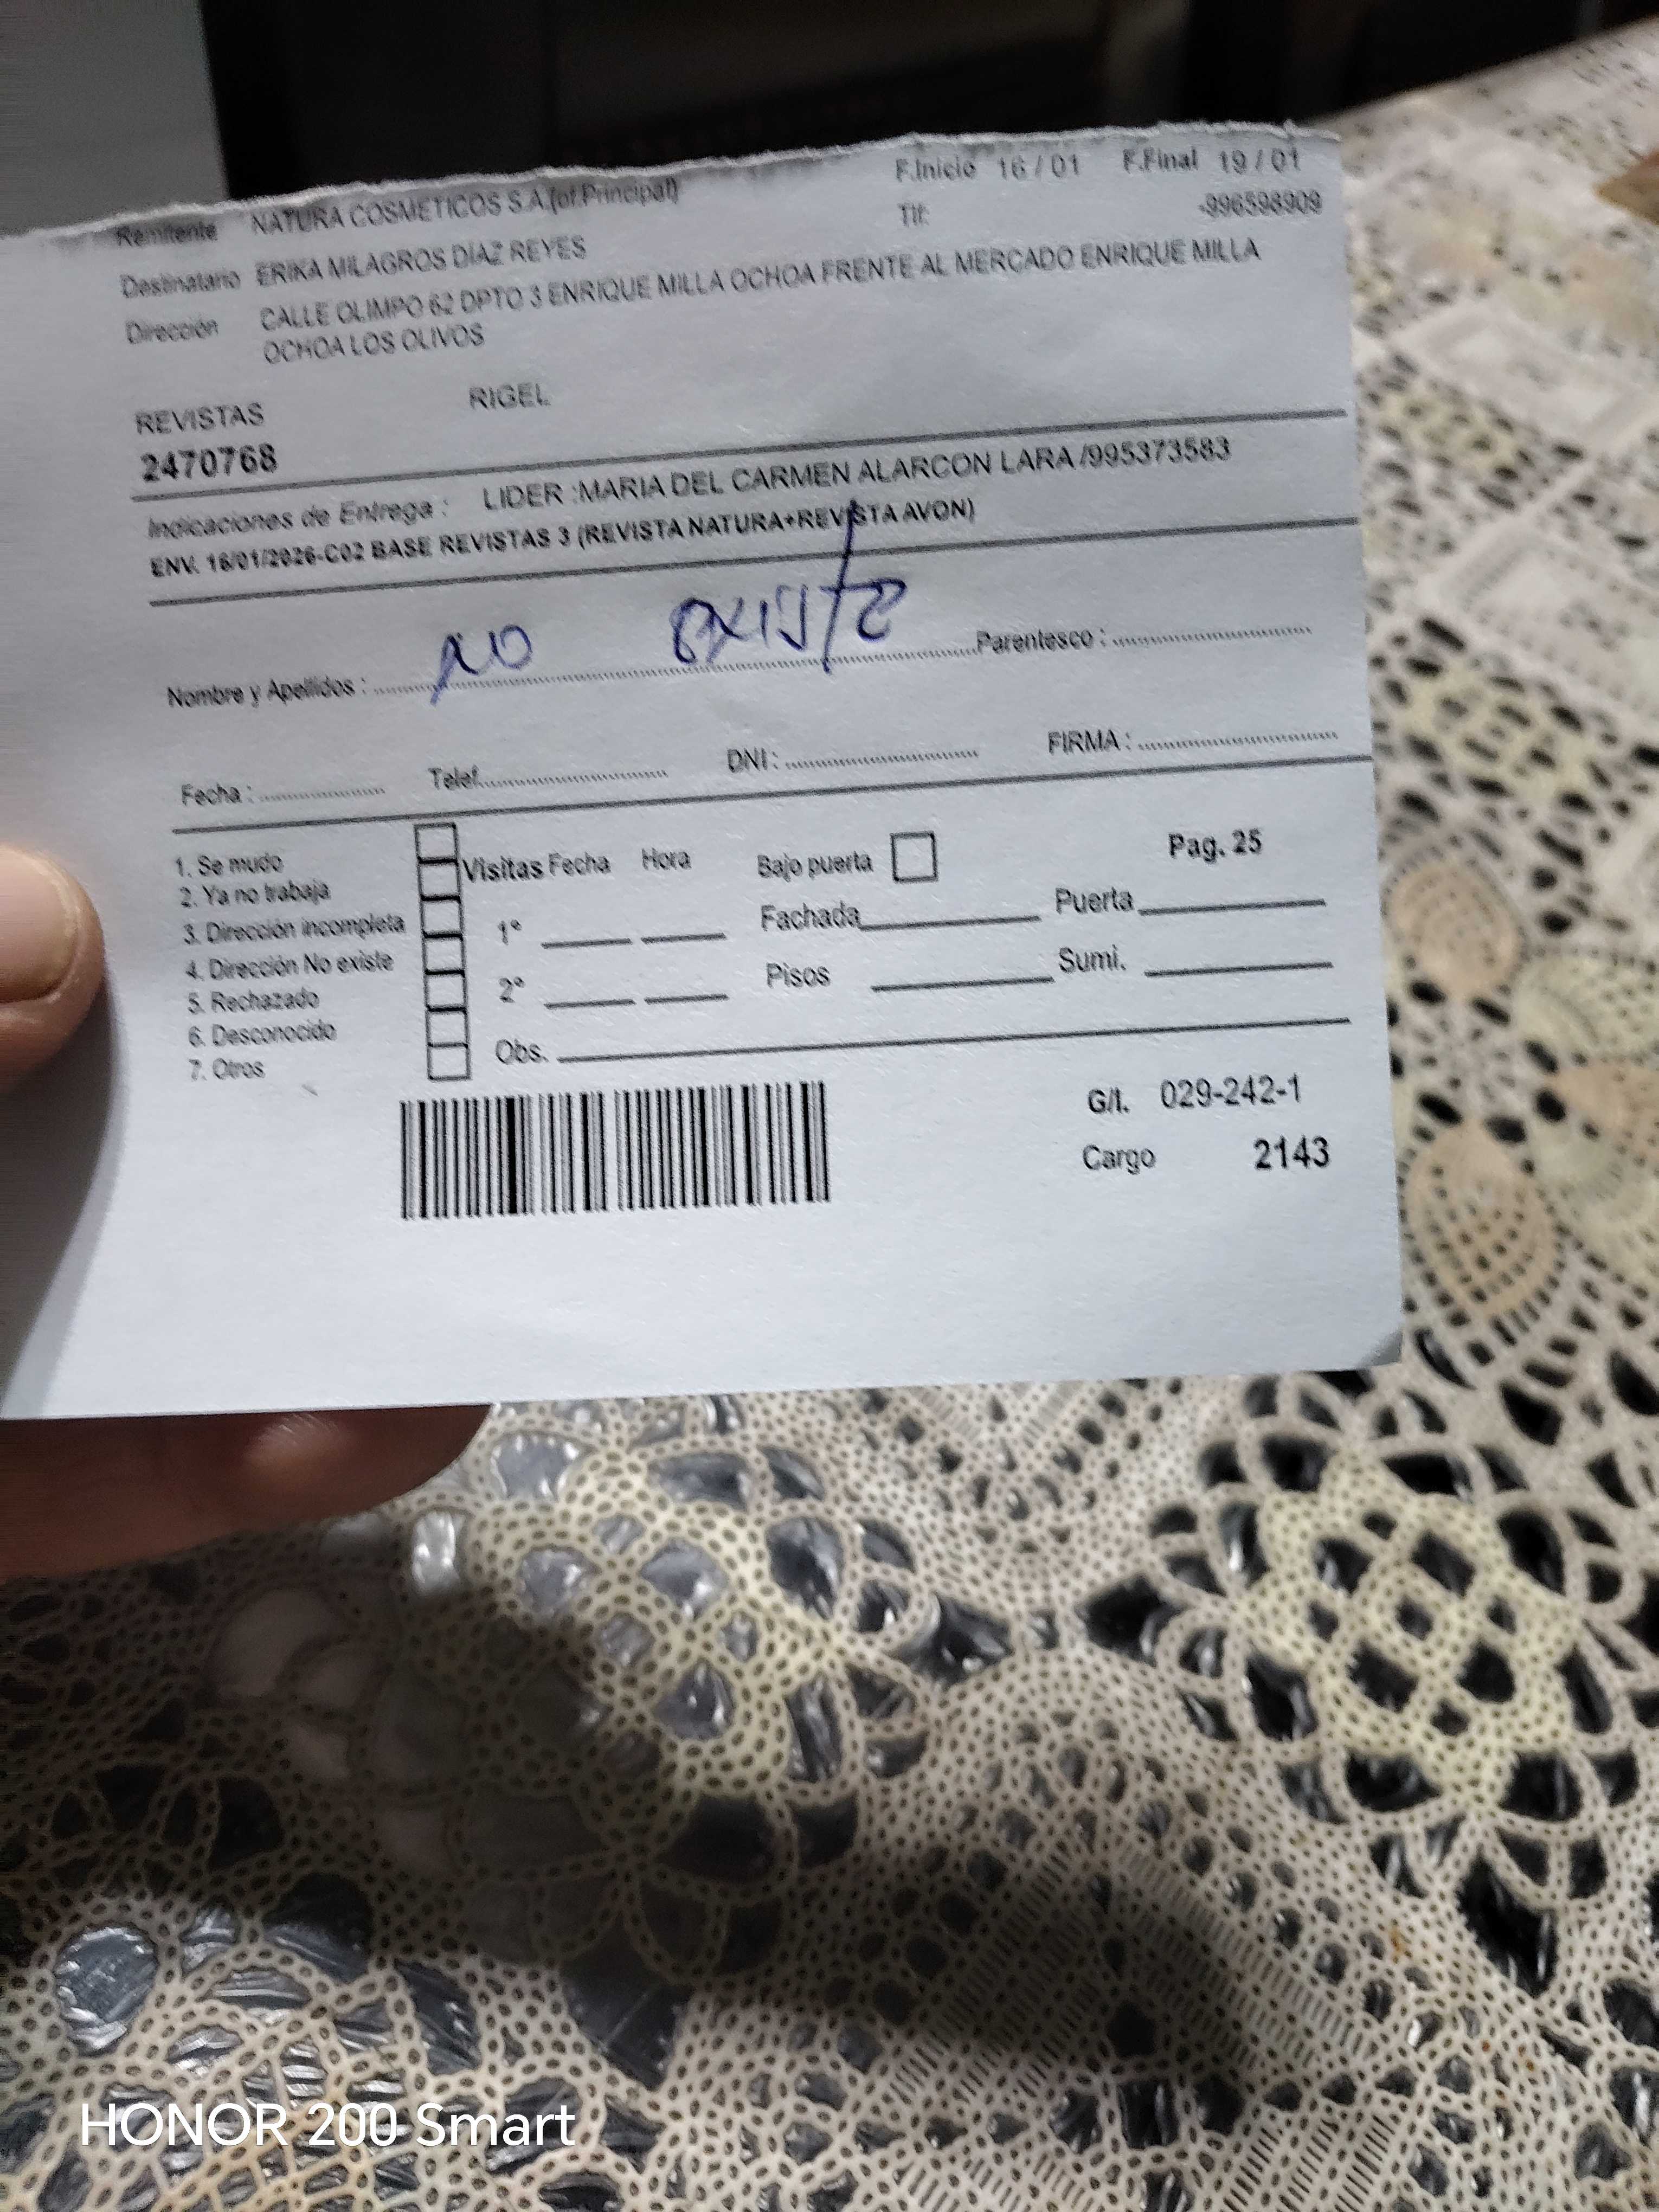 F.Inicio 16 / 01 F.Final 19 / 01
Remitente NATURA COSMETICOS S.A.(of.Principal)
Tlf: -996598909
Destinatario ERIKA MILAGROS DIAZ REYES
Dirección CALLE OLIMPO 62 DPTO 3 ENRIQUE MILLA OCHOA FRENTE AL MERCADO ENRIQUE MILLA
OCHOA LOS OLIVOS
REVISTAS RIGEL
2470768
Indicaciones de Entrega : LIDER :MARIA DEL CARMEN ALARCON LARA /995373583
ENV. 16/01/2026-C02 BASE REVISTAS 3 (REVISTA NATURA+REVISTA AVON)
no existe
Nombre y Apellidos : Parentesco :
Fecha : Telef. DNI : FIRMA :
1. Se mudo
2. Ya no trabaja
3. Dirección incompleta
4. Dirección No existe
5. Rechazado
6. Desconocido
7. Otros
Visitas Fecha Hora
1°
2°
Obs.
Bajo puerta Pag. 25
Fachada Puerta
Pisos Sumi.
G/I. 029-242-1
Cargo 2143
HONOR 200 Smart